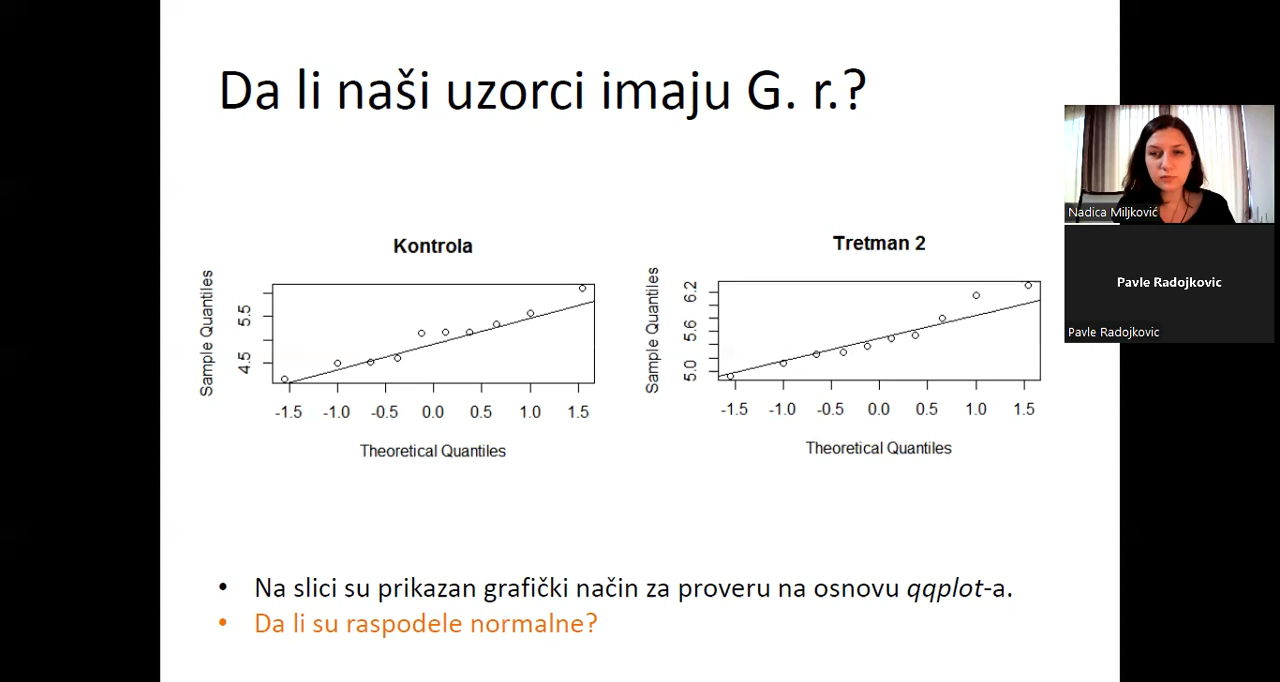 Da li naši uzorci imaju G. r.?
Kontrola
Sample Quantiles
5.5
4.5
-1.5 -1.0 -0.5 0.0 0.5 1.0 1.5
Theoretical Quantiles
Tretman 2
Sample Quantiles
6.2
5.6
5.0
-1.5 -1.0 -0.5 0.0 0.5 1.0 1.5
Theoretical Quantiles
• Na slici su prikazan grafički način za proveru na osnovu qqplot-a.
• Da li su raspodele normalne?
Nadica Miljković
Pavle Radojkovic
Pavle Radojkovic